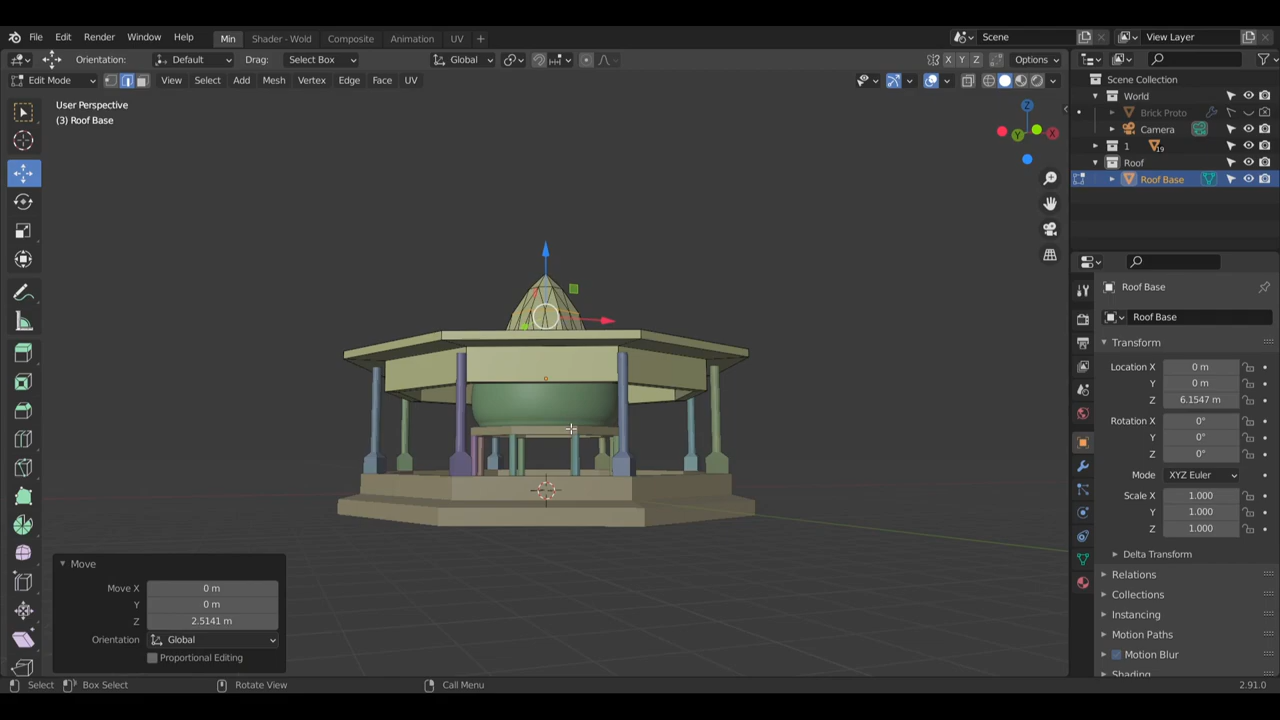 File Edit Render Window Help Min Shader - Wold Composite Animation UV Scene View Layer
Orientation: Default Drag: Select Box Global X Y Z Options
Edit Mode View Select Add Mesh Vertex Edge Face UV
User Perspective
(3) Roof Base
Z
X
Y
Scene Collection
World
Brick Proto
Camera
1 19
Roof
Roof Base
Roof Base
Roof Base
Transform
Location X 0 m
Y 0 m
Z 6.1547 m
Rotation X 0°
Y 0°
Z 0°
Mode XYZ Euler
Scale X 1.000
Y 1.000
Z 1.000
Delta Transform
Relations
Collections
Instancing
Motion Paths
Motion Blur
Shading
Move
Move X 0 m
Y 0 m
Z 2.5141 m
Orientation Global
Proportional Editing
Select Box Select Rotate View Call Menu 2.91.0